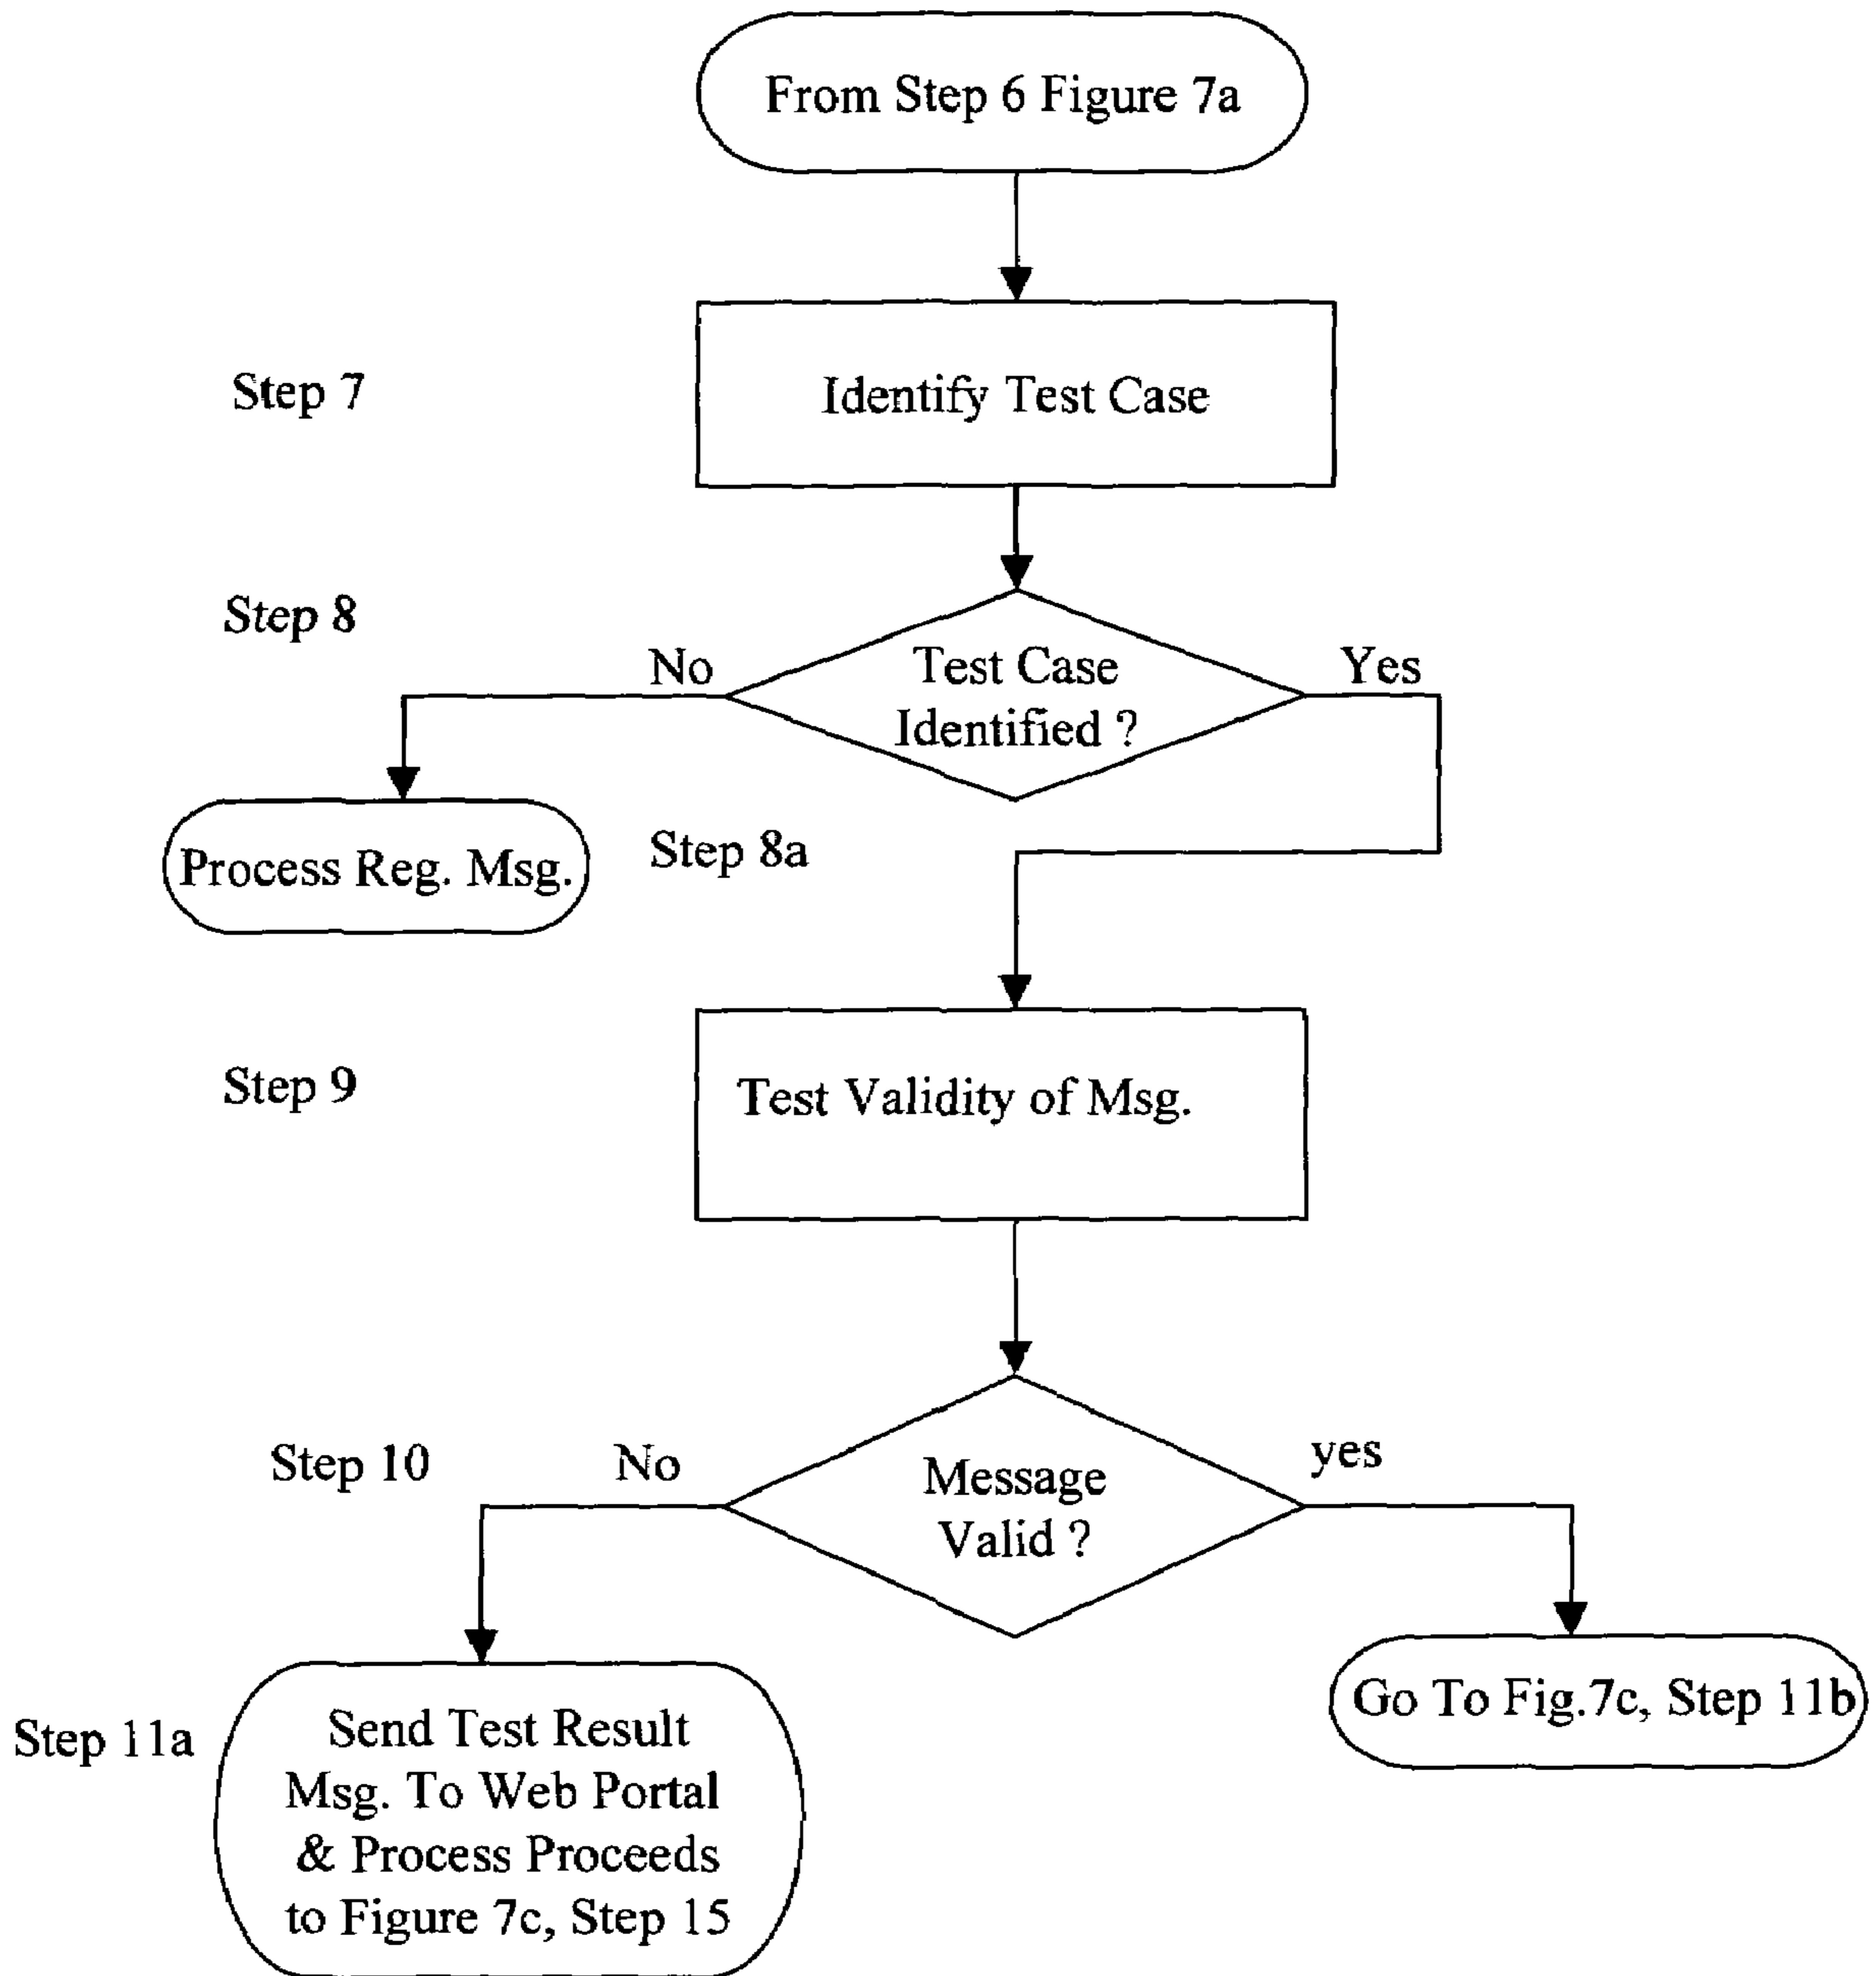 From Step 6 Figure 7a
Step 7
Identify Test Case
Step 8
No
Test Case
Identified ?
Yes
Process Reg. Msg.
Step 8a
Step 9
Test Validity of Msg.
Step 10
No
Message
Valid ?
yes
Step 11a
Send Test Result
Msg. To Web Portal
& Process Proceeds
to Figure 7c, Step 15
Go To Fig.7c, Step 11b